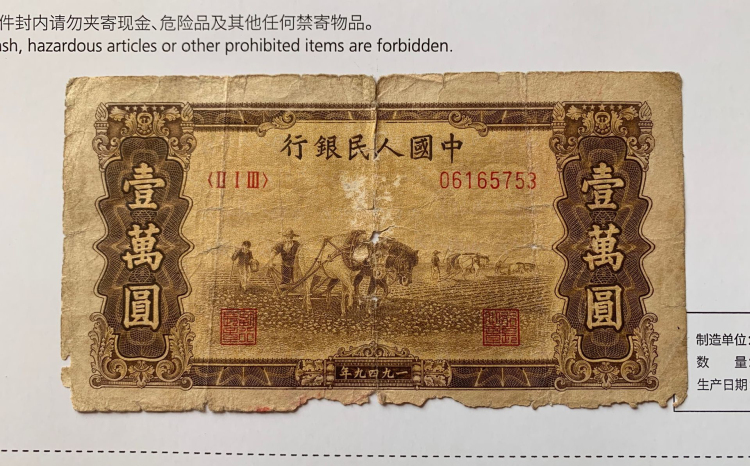 件封内请勿夹寄现金、危险品及其他任何禁寄物品。
ash, hazardous articles or other prohibited items are forbidden.
中國人民銀行
〈II I III〉 06165753
壹萬圓
壹萬圓
一九四九年
制造单位:
数 量:
生产日期